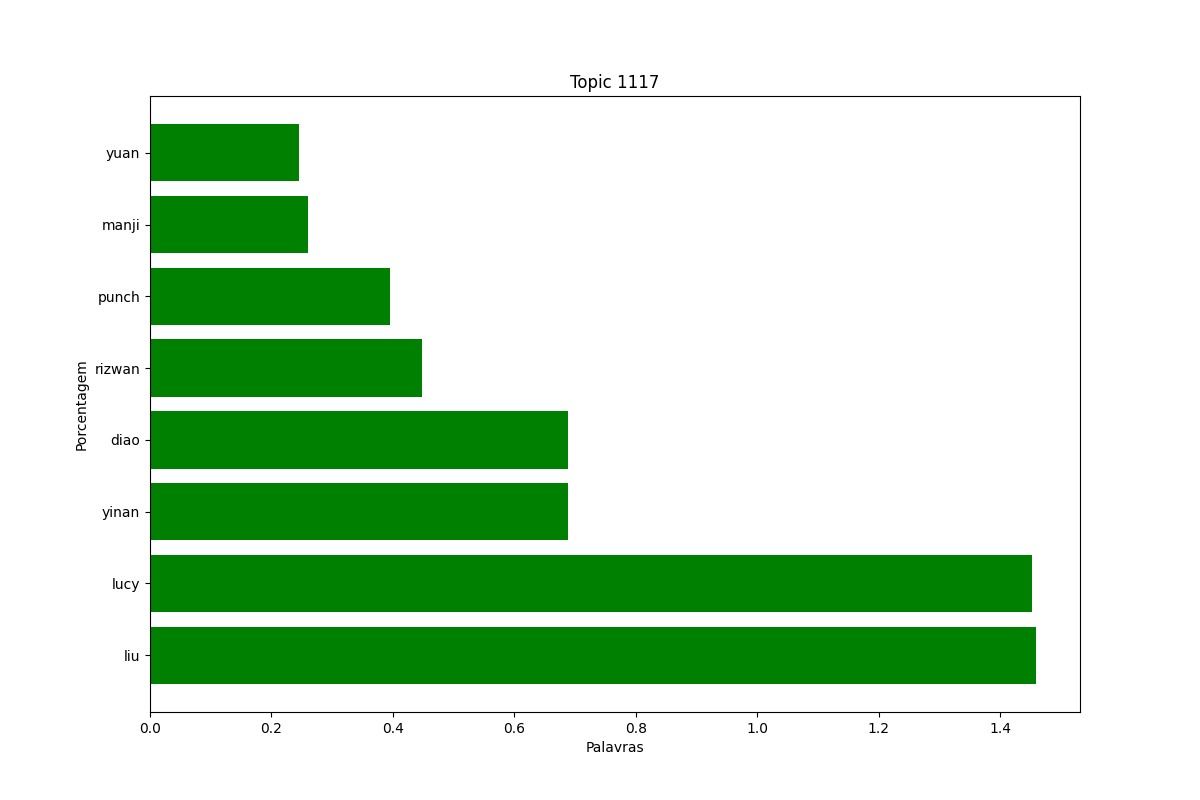 Topic 1117
yuan
manji
punch
rizwan
diao
yinan
lucy
liu
Porcentagem
0.0 0.2 0.4 0.6 0.8 1.0 1.2 1.4
Palavras